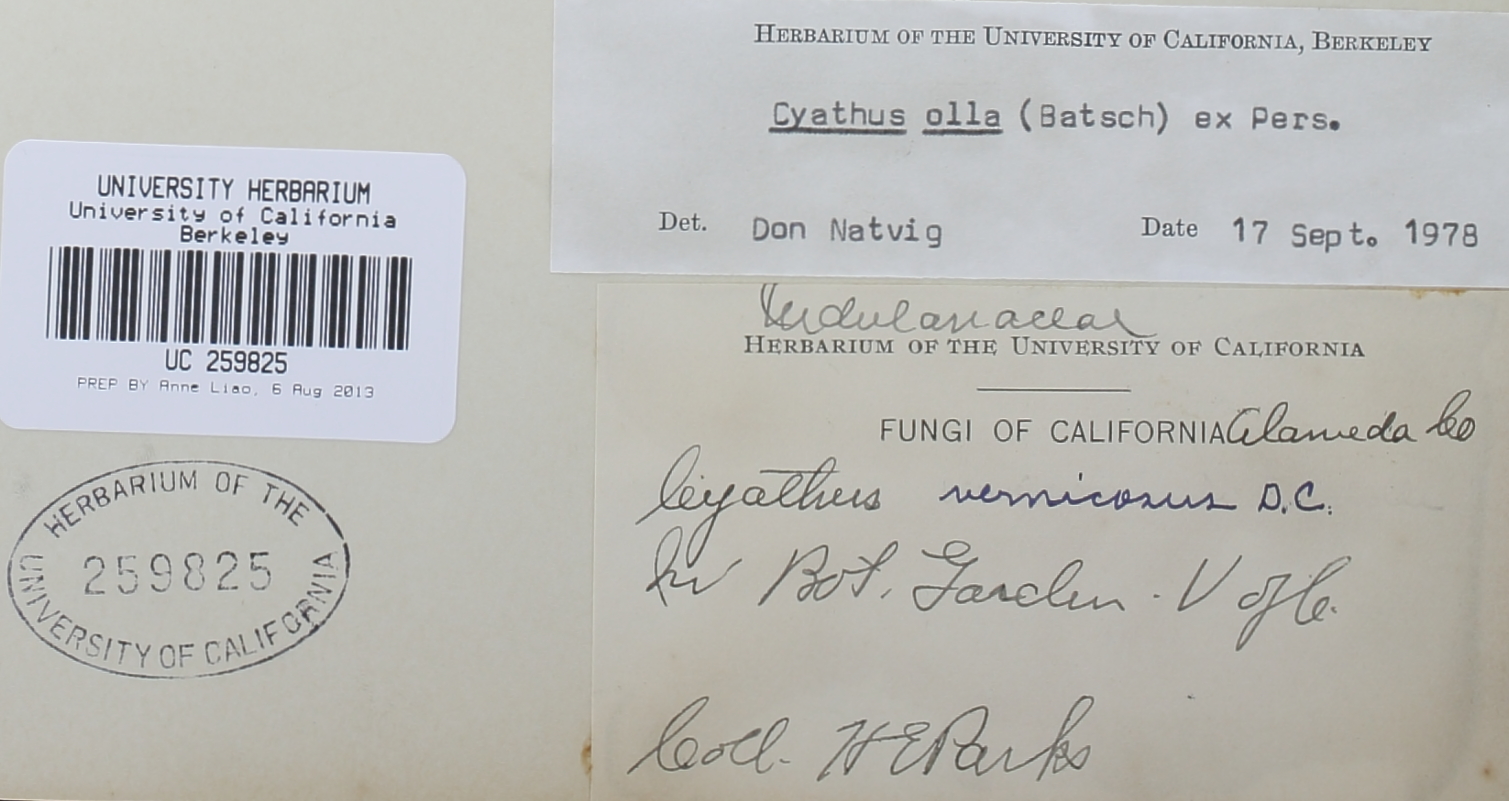 HERBARIUM OF THE UNIVERSITY OF CALIFORNIA, BERKELEY
Cyathus olla (Batsch) ex Pers.
Det. Don Natvig Date 17 Sept. 1978
UNIVERSITY HERBARIUM
University of California
Berkeley
UC 259825
PREP BY Anne Liao, 6 Aug 2013
HERBARIUM OF THE
259825
UNIVERSITY OF CALIFORNIA
HERBARIUM OF THE UNIVERSITY OF CALIFORNIA
FUNGI OF CALIFORNIA Alameda Co
Cyathus vernicosus D.C.
In Bot. Garden. U of C.
Coll. H E Parks